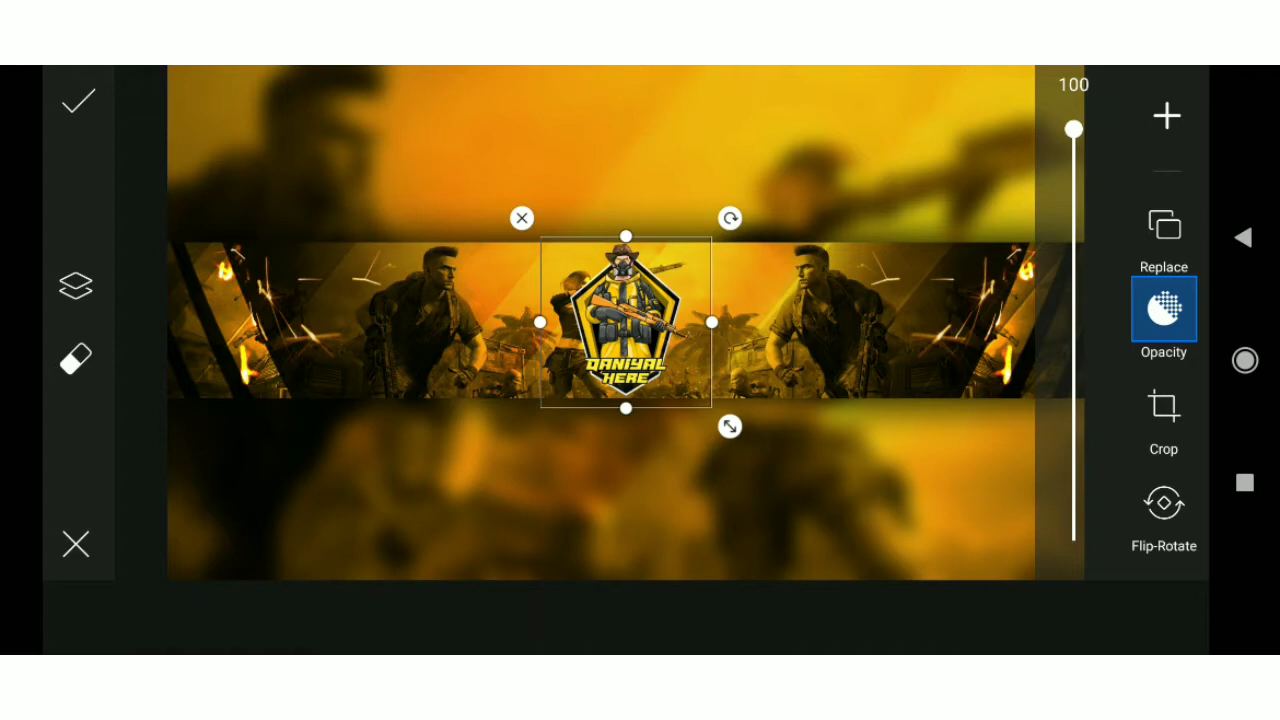 100
Replace
Opacity
Crop
Flip-Rotate
DANIYAL
HERE